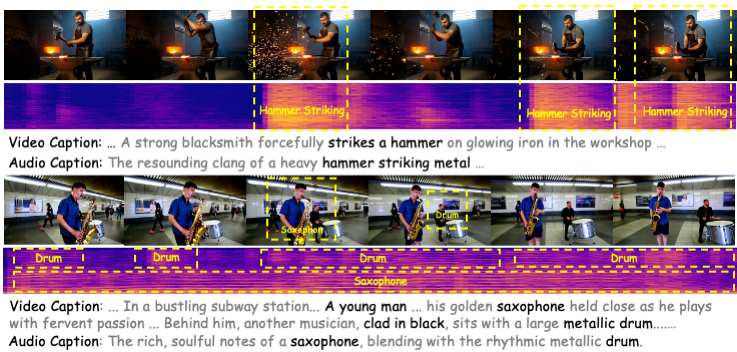 Hammer Striking
Hammer Striking
Hammer Striking
Video Caption: ... A strong blacksmith forcefully strikes a hammer on glowing iron in the workshop ...
Audio Caption: The resounding clang of a heavy hammer striking metal ...
Saxophon
Drum
Drum
Drum
Drum
Drum
Saxophone
Video Caption: ... In a bustling subway station... A young man ... his golden saxophone held close as he plays
with fervent passion ... Behind him, another musician, clad in black, sits with a large metallic drum.......
Audio Caption: The rich, soulful notes of a saxophone, blending with the rhythmic metallic drum.